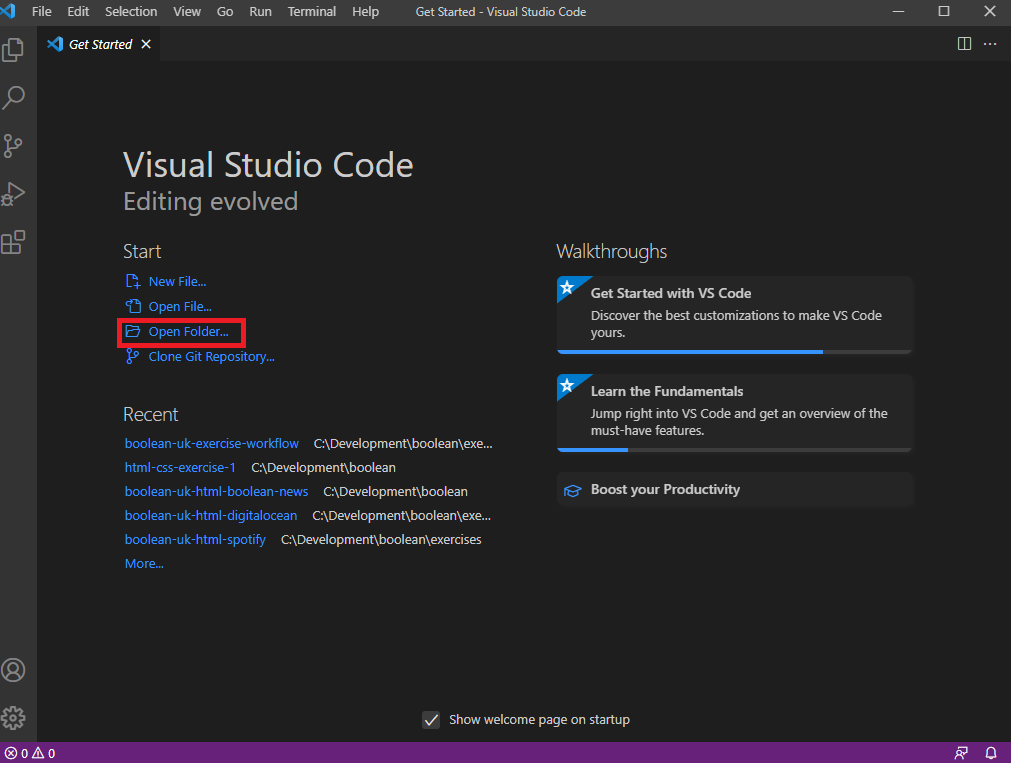 File Edit Selection View Go Run Terminal Help Get Started - Visual Studio Code
Get Started
Visual Studio Code
Editing evolved
Start
New File...
Open File...
Open Folder...
Clone Git Repository...
Recent
boolean-uk-exercise-workflow C:\Development\boolean\exe...
html-css-exercise-1 C:\Development\boolean
boolean-uk-html-boolean-news C:\Development\boolean
boolean-uk-html-digitalocean C:\Development\boolean\exe...
boolean-uk-html-spotify C:\Development\boolean\exercises
More...
Walkthroughs
Get Started with VS Code
Discover the best customizations to make VS Code
yours.
Learn the Fundamentals
Jump right into VS Code and get an overview of the
must-have features.
Boost your Productivity
Show welcome page on startup
0 0